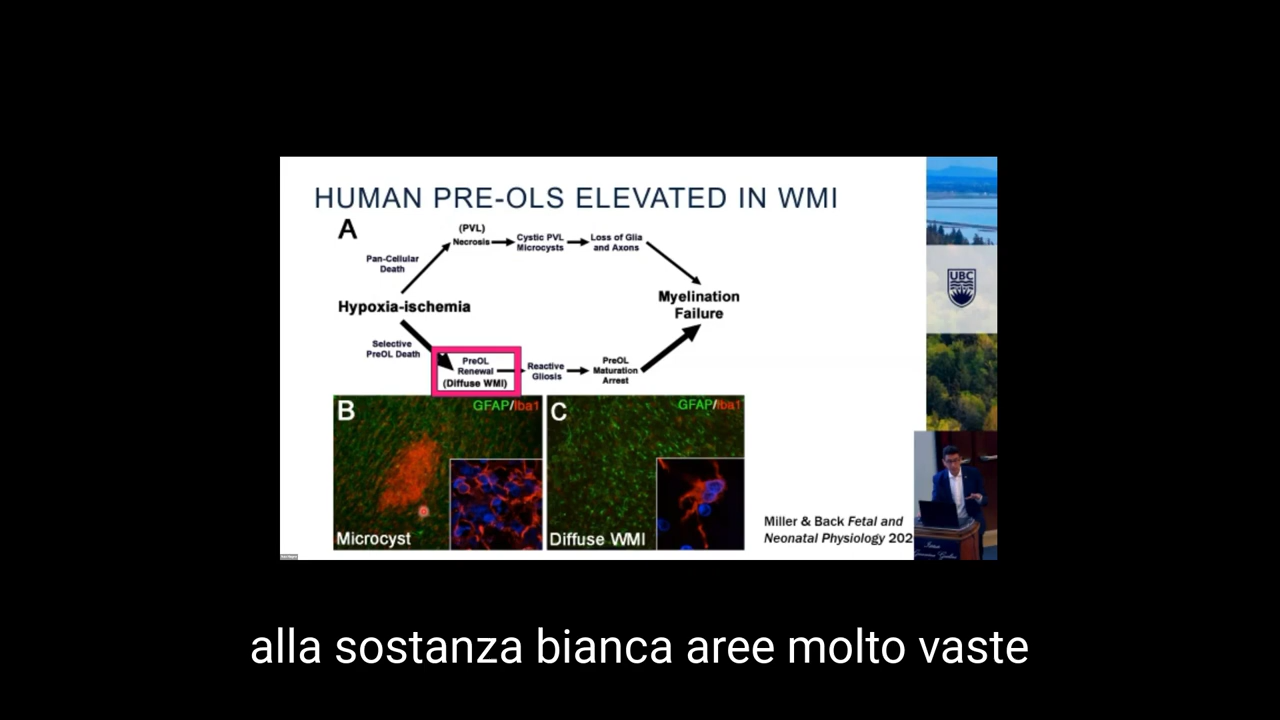 HUMAN PRE-OLS ELEVATED IN WMI
A
(PVL)
Necrosis
Cystic PVL
Microcysts
Loss of Glia
and Axons
Pan-Cellular
Death
Hypoxia-ischemia
Myelination
Failure
Selective
PreOL Death
PreOL
Renewal
(Diffuse WMI)
Reactive
Gliosis
PreOL
Maturation
Arrest
B
GFAP/Iba1
Microcyst
C
GFAP/Iba1
Diffuse WMI
Miller & Back Fetal and
Neonatal Physiology 202
UBC
alla sostanza bianca aree molto vaste